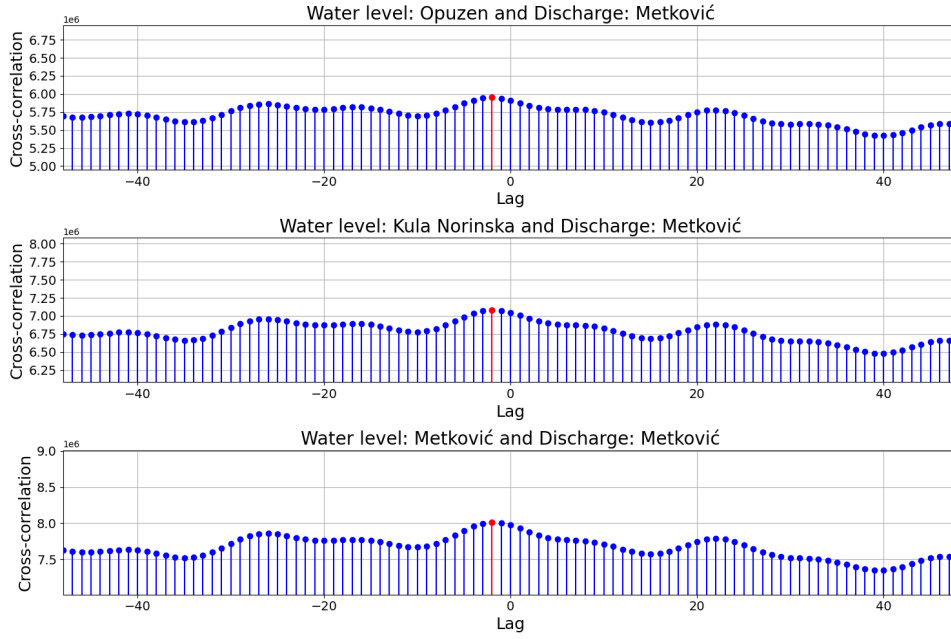 Water level: Opuzen and Discharge: Metković
1e6
6.75
6.50
6.25
6.00
5.75
5.50
5.25
5.00
Cross-correlation
−40 −20 0 20 40
Lag
Water level: Kula Norinska and Discharge: Metković
1e6
8.00
7.75
7.50
7.25
7.00
6.75
6.50
6.25
Cross-correlation
−40 −20 0 20 40
Lag
Water level: Metković and Discharge: Metković
1e6
9.0
8.5
8.0
7.5
Cross-correlation
−40 −20 0 20 40
Lag